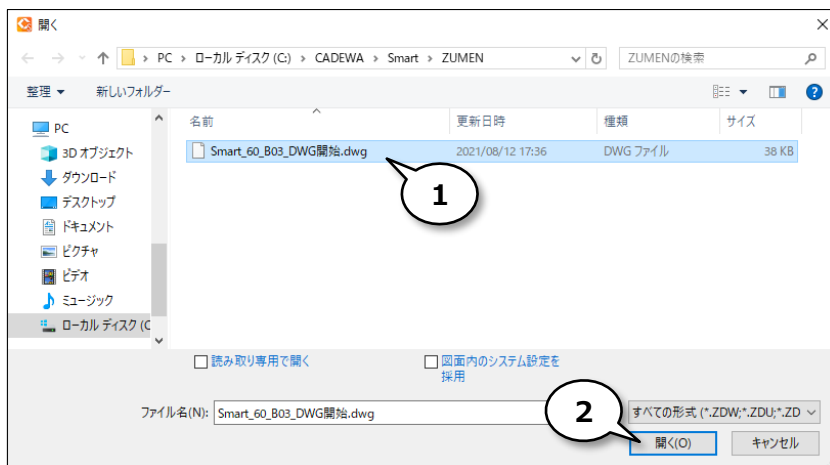 開く
PC › ローカル ディスク (C:) › CADEWA › Smart › ZUMEN
ZUMENの検索
整理
新しいフォルダー
名前 更新日時 種類 サイズ
Smart_60_B03_DWG開始.dwg 2021/08/12 17:36 DWG ファイル 38 KB
1
PC
3D オブジェクト
ダウンロード
デスクトップ
ドキュメント
ピクチャ
ビデオ
ミュージック
ローカル ディスク (C
読み取り専用で開く
図面内のシステム設定を
採用
ファイル名(N): Smart_60_B03_DWG開始.dwg
すべての形式 (*.ZDW;*.ZDU;*.ZD
2
開く(O)
キャンセル